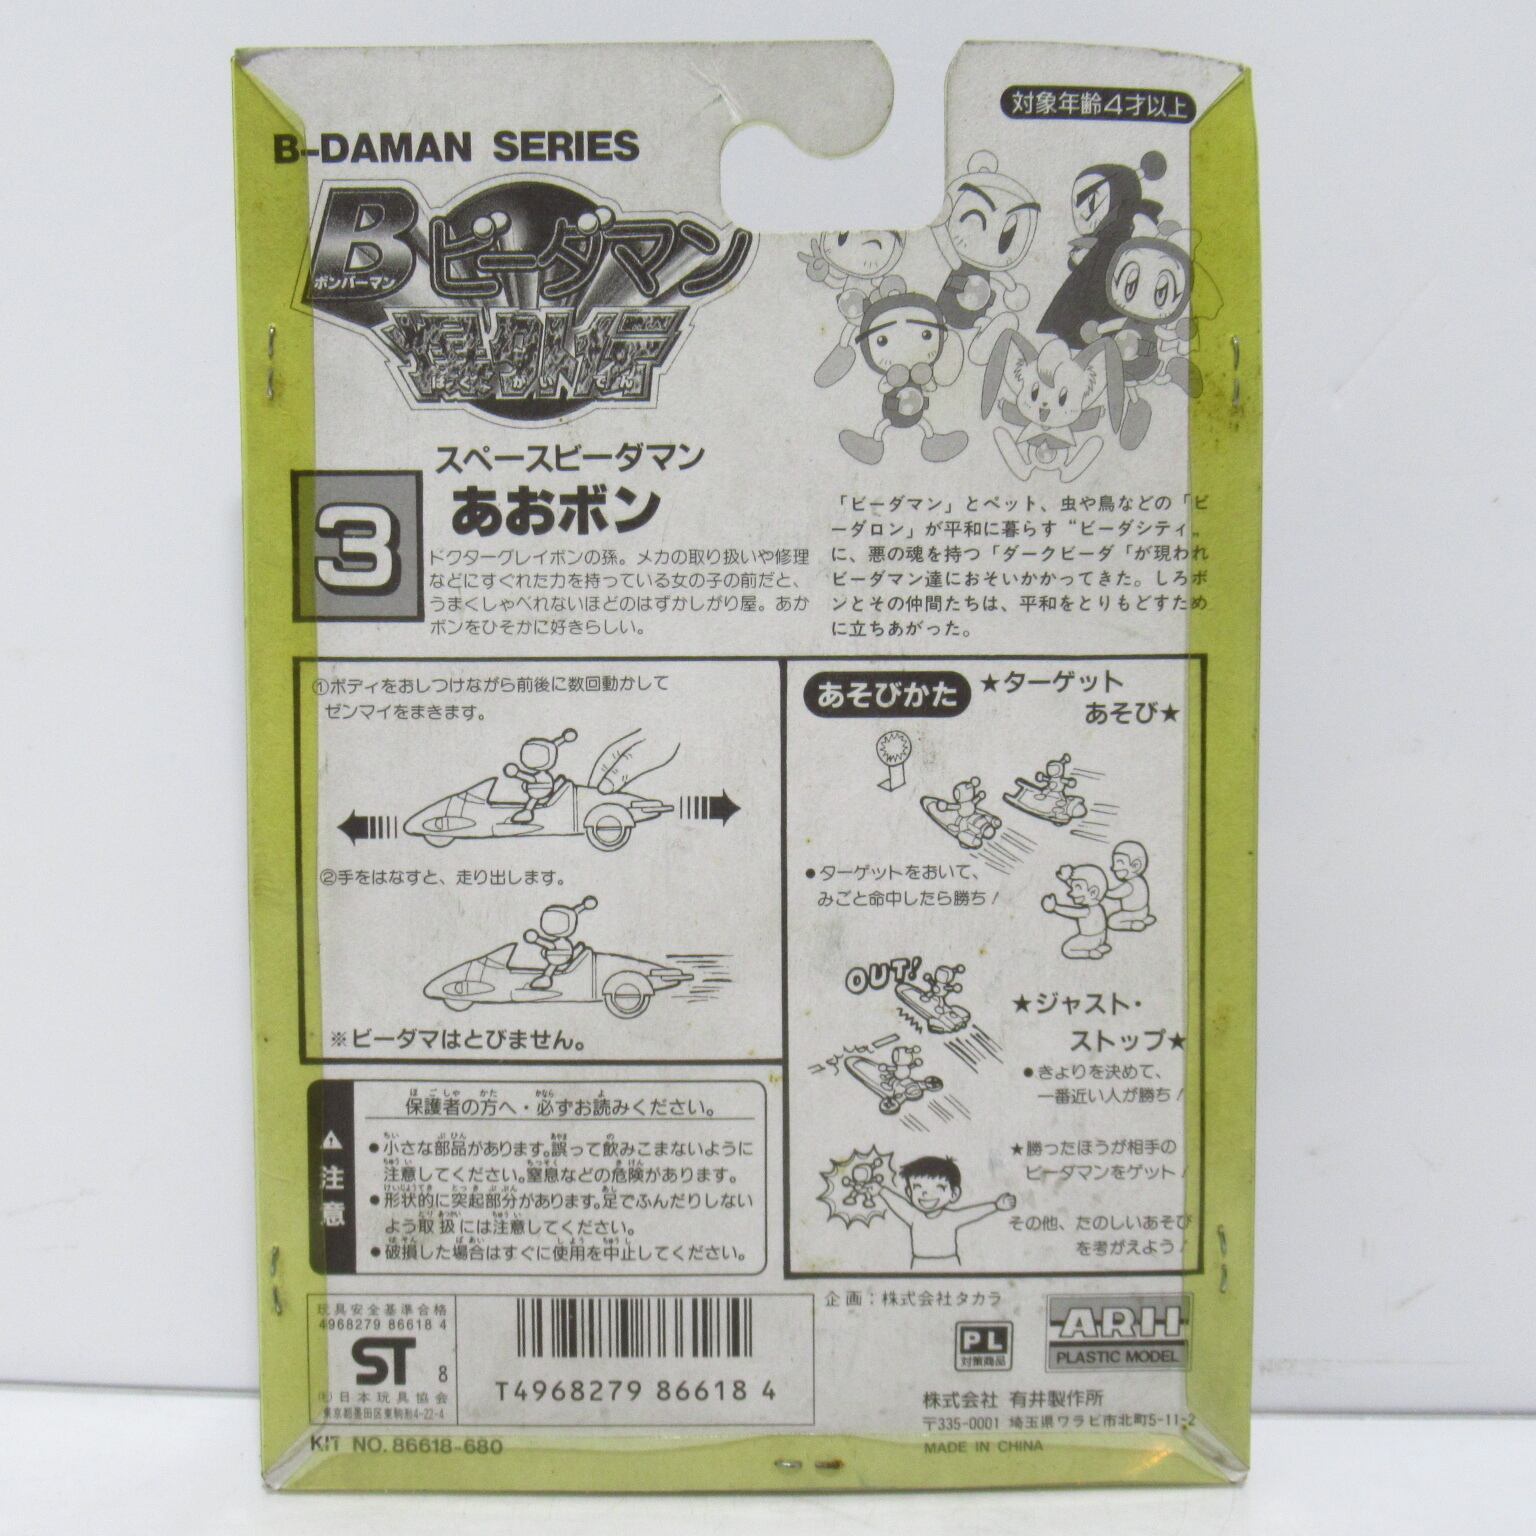 対象年齢4才以上
B-DAMAN SERIES
B
ボンバーマン
ビーダマン
爆外伝
ばくがいでん
3
スペースビーダマン
あおボン
ドクターグレイボンの孫。メカの取り扱いや修理
などにすぐれた力を持っている女の子の前だと、
うまくしゃべれないほどのはずかしがり屋。あか
ボンをひそかに好きらしい。
「ビーダマン」とペット、虫や鳥などの「ビ
ーダロン」が平和に暮らす“ビーダシティ„
に、悪の魂を持つ「ダークビーダ「が現われ
ビーダマン達におそいかかってきた。しろボ
ンとその仲間たちは、平和をとりもどすため
に立ちあがった。
①ボディをおしつけながら前後に数回動かして
ゼンマイをまきます。
②手をはなすと、走り出します。
※ビーダマはとびません。
あそびかた
★ターゲット
あそび★
●ターゲットをおいて、
みごと命中したら勝ち!
OUT!
★ジャスト・
ストップ★
●きょりを決めて、
一番近い人が勝ち!
★勝ったほうが相手の
ビーダマンをゲット!
その他、たのしいあそび
を考がえよう!
注意
保護者の方へ・必ずお読みください。
●小さな部品があります。誤って飲みこまないように
注意してください。窒息などの危険があります。
●形状的に突起部分があります。足でふんだりしない
よう取扱には注意してください。
●破損した場合はすぐに使用を中止してください。
玩具安全基準合格
4968279 86618 4
ST 8
(社)日本玩具協会
東京都墨田区東駒形4-22-4
T4968279 86618 4
KIT NO. 86618-680
企画:株式会社タカラ
PL
対策商品
ARII
PLASTIC MODEL
株式会社 有井製作所
〒335-0001 埼玉県ワラビ市北町5-11-2
MADE IN CHINA